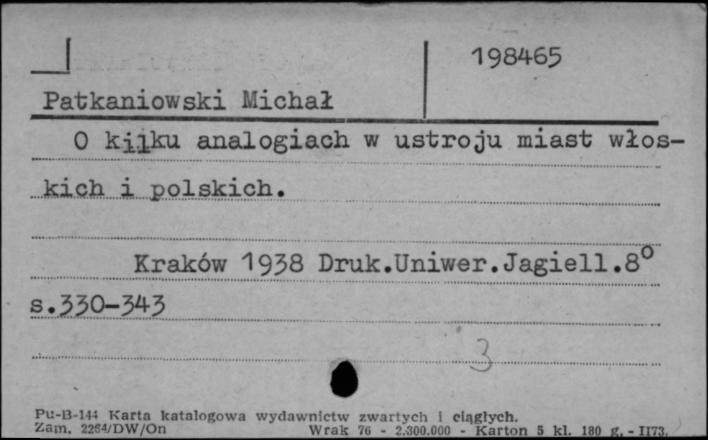 198465
Patkaniowski Michał
O kilku analogiach w ustroju miast włos-
kich i polskich.
Kraków 1938 Druk.Uniwer.Jagiell.8°
s.330-343
3
Pu-B-144 Karta katalogowa wydawnictw zwartych i ciągłych.
Zam. 2264/DW/On Wrak 76 - 2.300.000 - Karton 5 kl. 180 g. - II73.